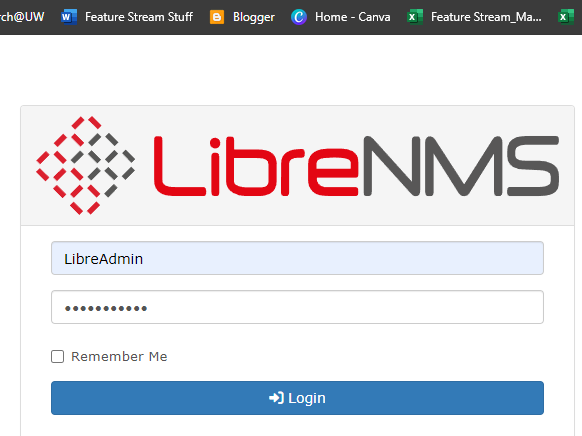 rch@UW Feature Stream Stuff Blogger Home - Canva Feature Stream_Ma...
LibreNMS
LibreAdmin
•••••••••••
Remember Me
Login